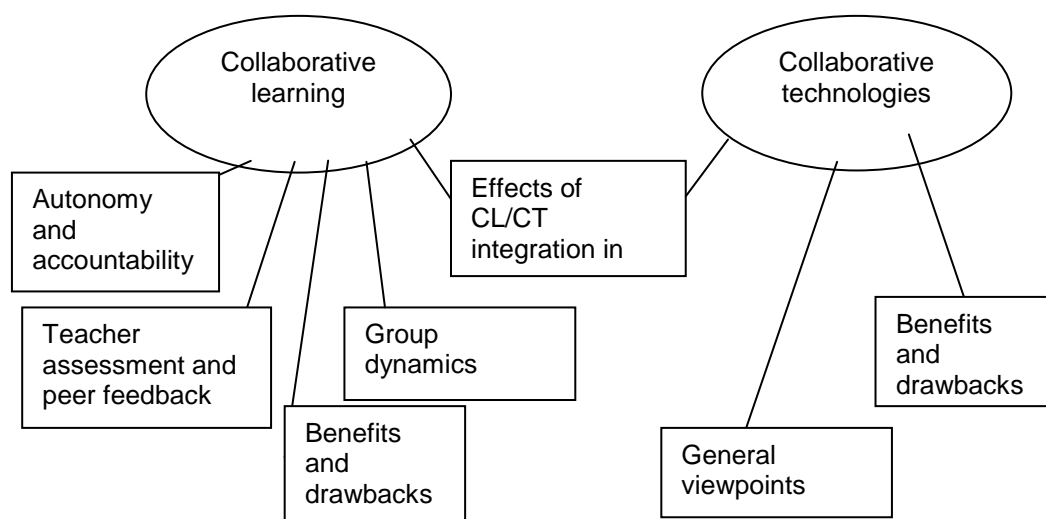 Collaborative
learning
Collaborative
technologies
Autonomy
and
accountability
Effects of
CL/CT
integration in
Teacher
assessment and
peer feedback
Group
dynamics
Benefits
and
drawbacks
Benefits
and
drawbacks
General
viewpoints